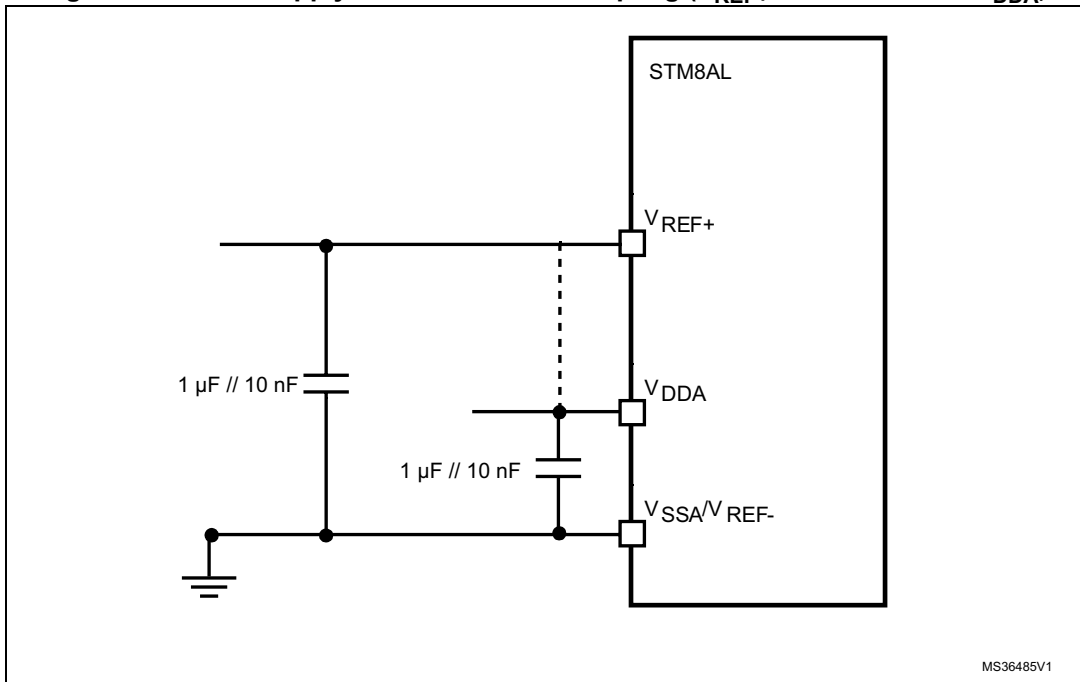 STM8AL
VREF+
1 µF // 10 nF
VDDA
1 µF // 10 nF
VSSA/VREF-
MS36485V1